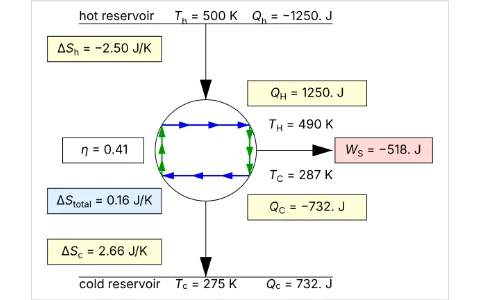 hot reservoir T_h = 500 K Q_h = −1250. J
ΔS_h = −2.50 J/K
Q_H = 1250. J
T_H = 490 K
η = 0.41
W_S = −518. J
T_C = 287 K
ΔS_total = 0.16 J/K
Q_C = −732. J
ΔS_c = 2.66 J/K
cold reservoir T_c = 275 K Q_c = 732. J